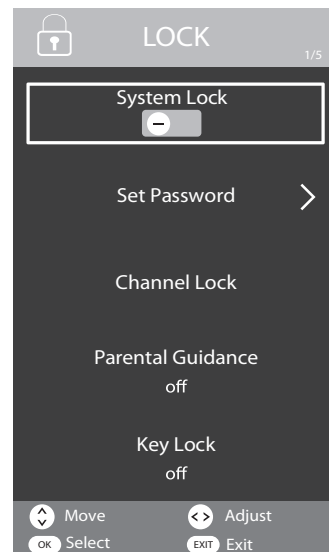 LOCK
1/5
System Lock
Set Password
Channel Lock
Parental Guidance
off
Key Lock
off
Move Adjust
OK Select EXIT Exit